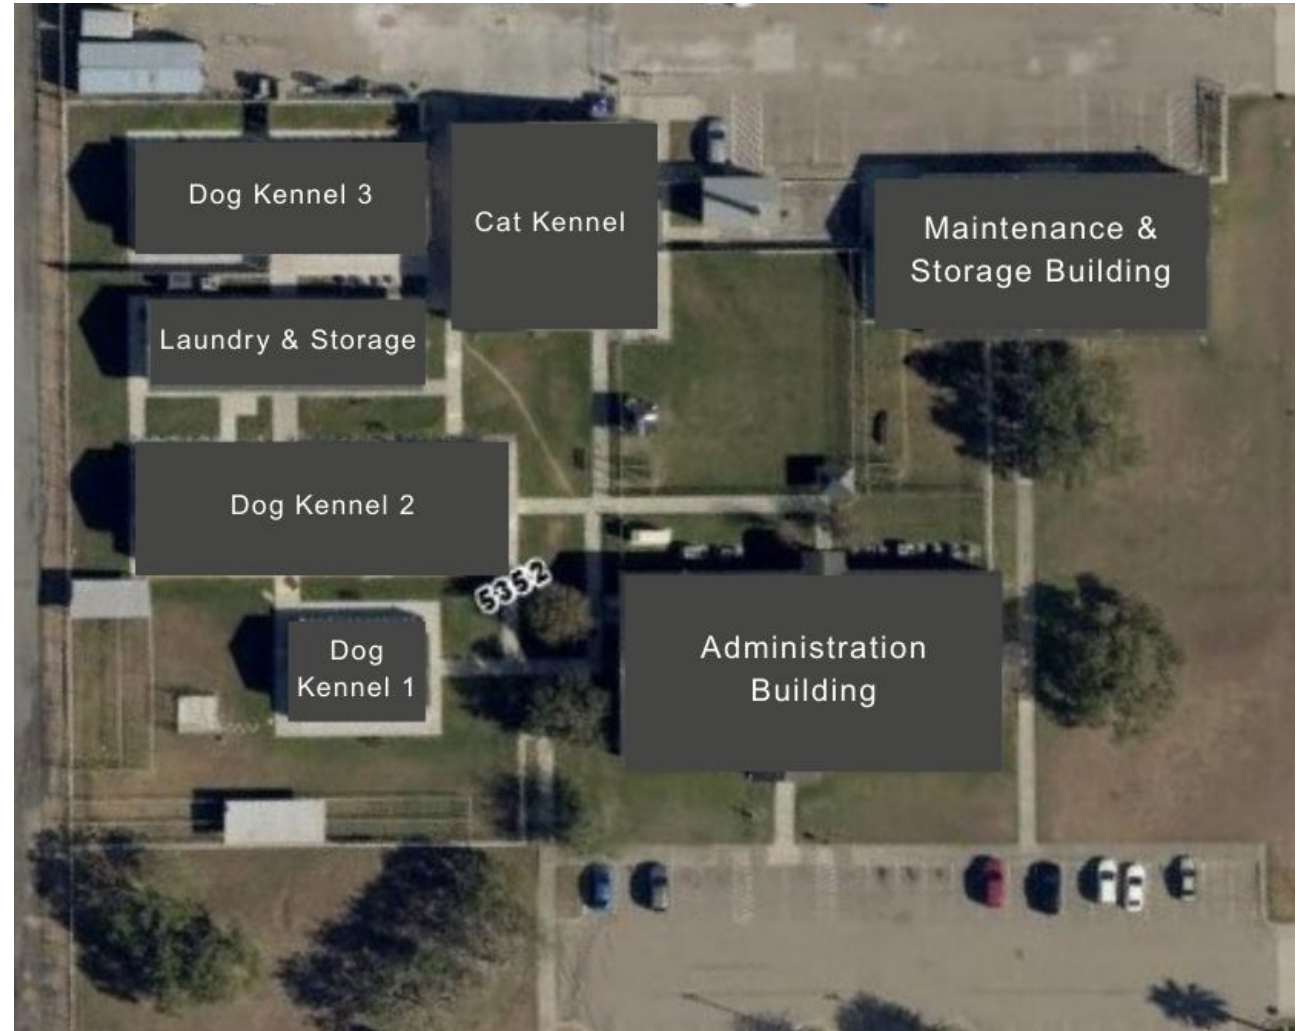 Dog Kennel 3
Cat Kennel
Maintenance &
Storage Building
Laundry & Storage
Dog Kennel 2
5352
Dog
Kennel 1
Administration
Building